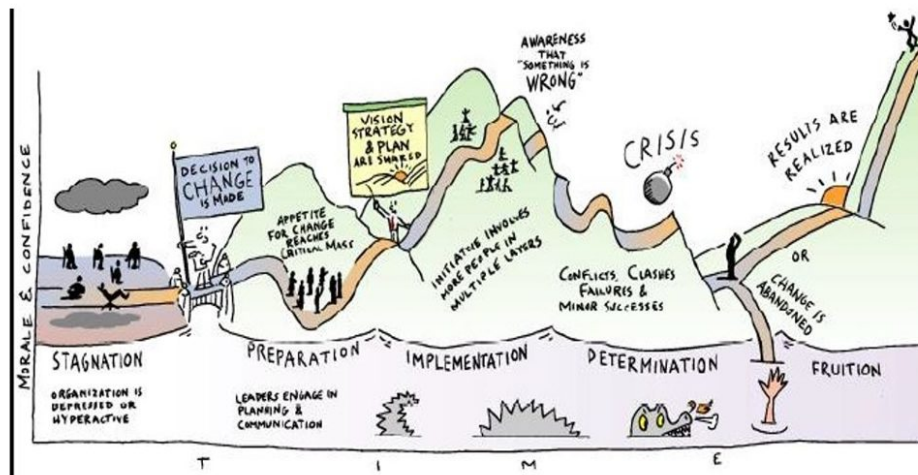 MORALE & CONFIDENCE
DECISION TO
CHANGE
IS MADE
APPETITE
FOR CHANGE
REACHES
CRITICAL MASS
VISION
STRATEGY
& PLAN
ARE SHARED
INITIATIVE INVOLVES
MORE PEOPLE IN
MULTIPLE LAYERS
AWARENESS
THAT
"SOMETHING IS
WRONG"
CRISIS
CONFLICTS, CLASHES
FAILURES &
MINOR SUCCESSES
RESULTS ARE
REALIZED
OR
CHANGE IS
ABANDONED
STAGNATION
ORGANIZATION IS
DEPRESSED OR
HYPERACTIVE
PREPARATION
LEADERS ENGAGE IN
PLANNING &
COMMUNICATION
IMPLEMENTATION
DETERMINATION
FRUITION
T I M E